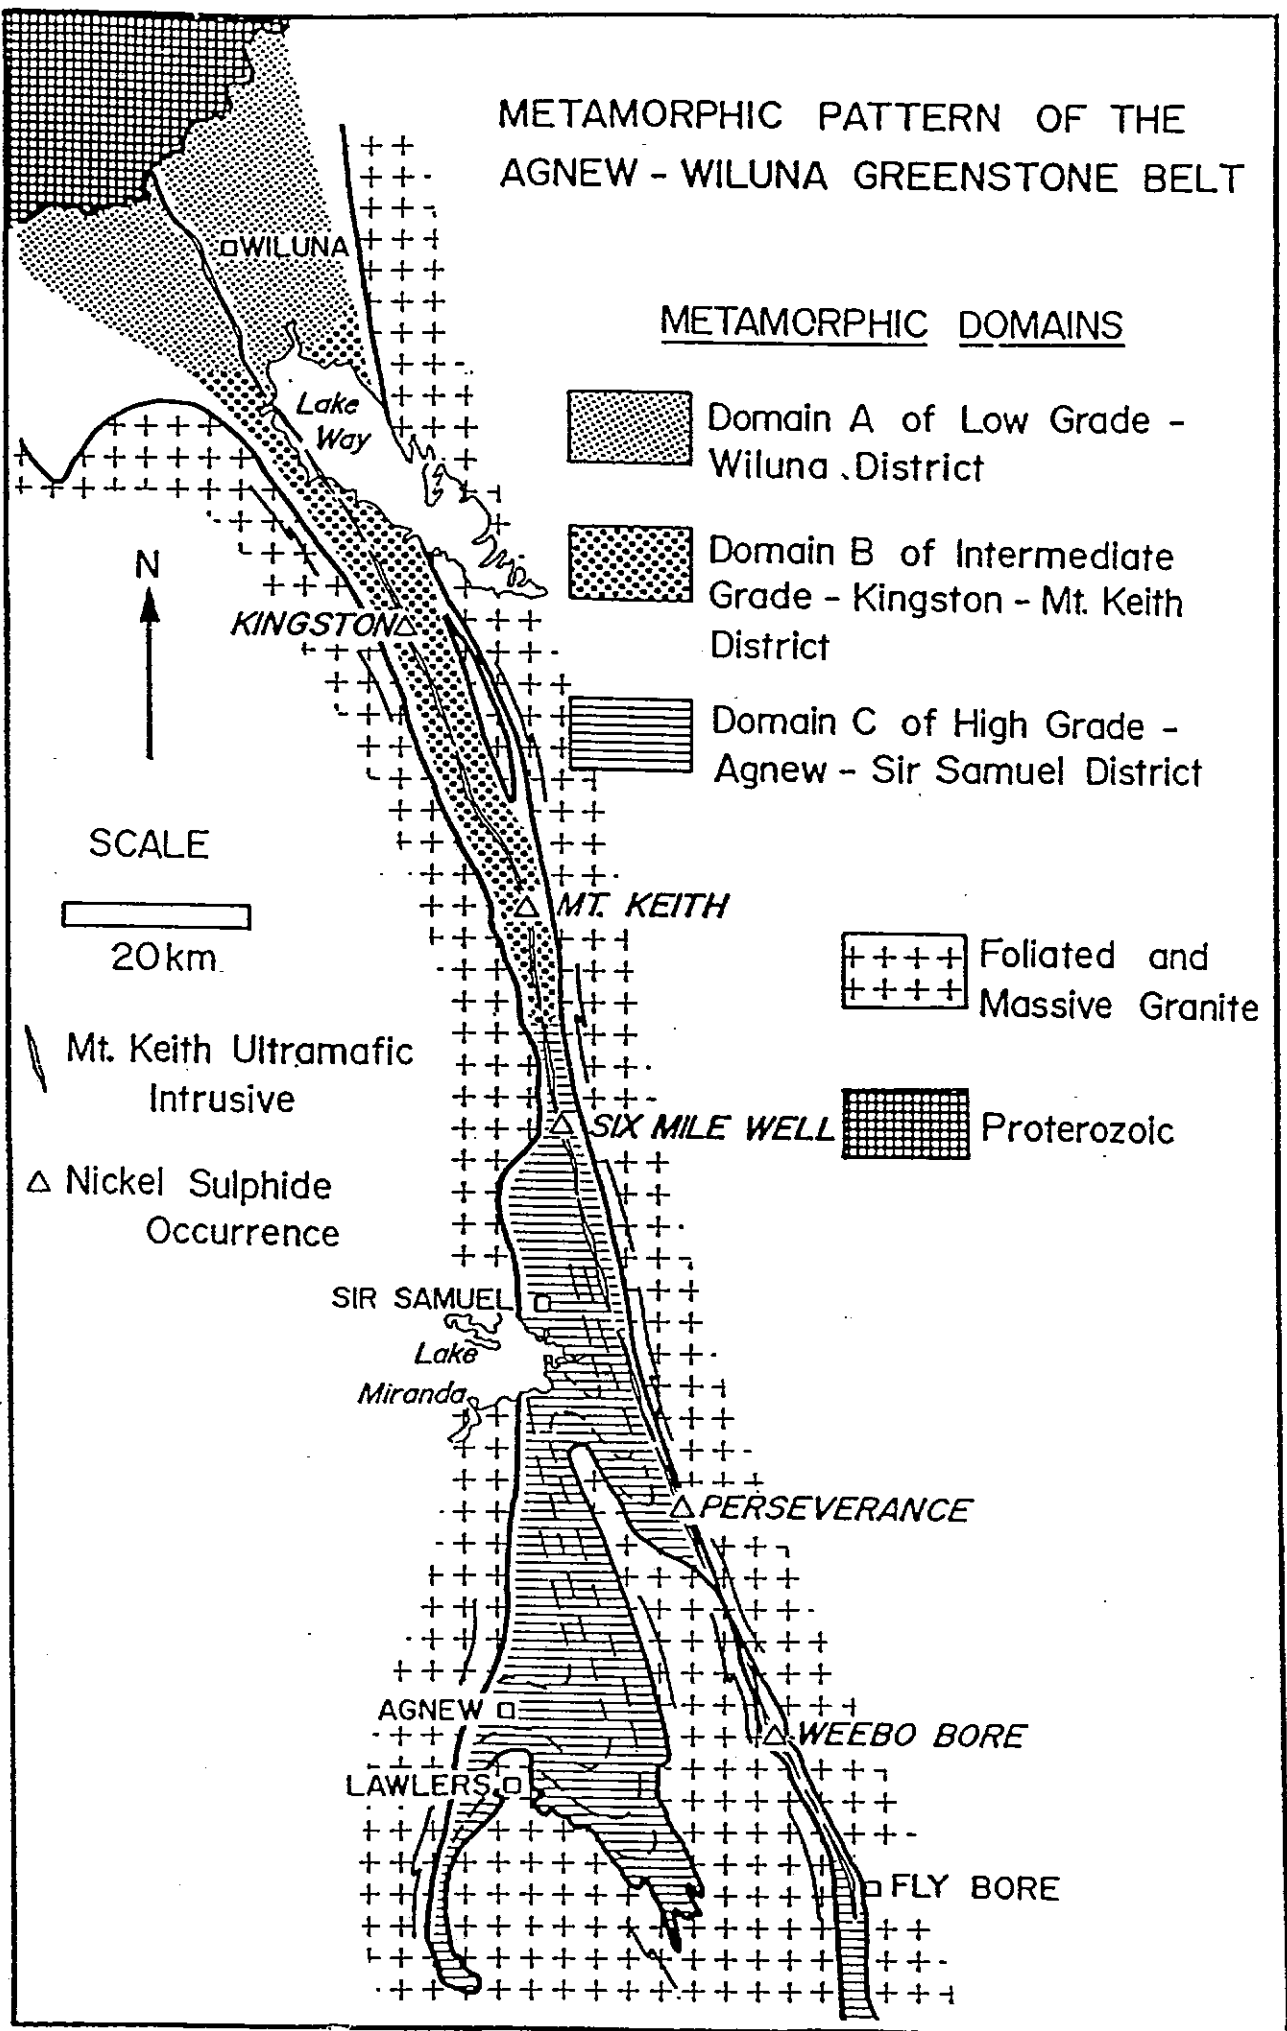 METAMORPHIC PATTERN OF THE
AGNEW - WILUNA GREENSTONE BELT
WILUNA
METAMORPHIC DOMAINS
Lake
Way
Domain A of Low Grade -
Wiluna District
Domain B of Intermediate
Grade - Kingston - Mt. Keith
District
N
KINGSTON
Domain C of High Grade -
Agnew - Sir Samuel District
SCALE
20km
MT. KEITH
Foliated and
Massive Granite
Mt. Keith Ultramafic
Intrusive
SIX MILE WELL
Proterozoic
Nickel Sulphide
Occurrence
SIR SAMUEL
Lake
Miranda
PERSEVERANCE
AGNEW
WEEBO BORE
LAWLERS
FLY BORE